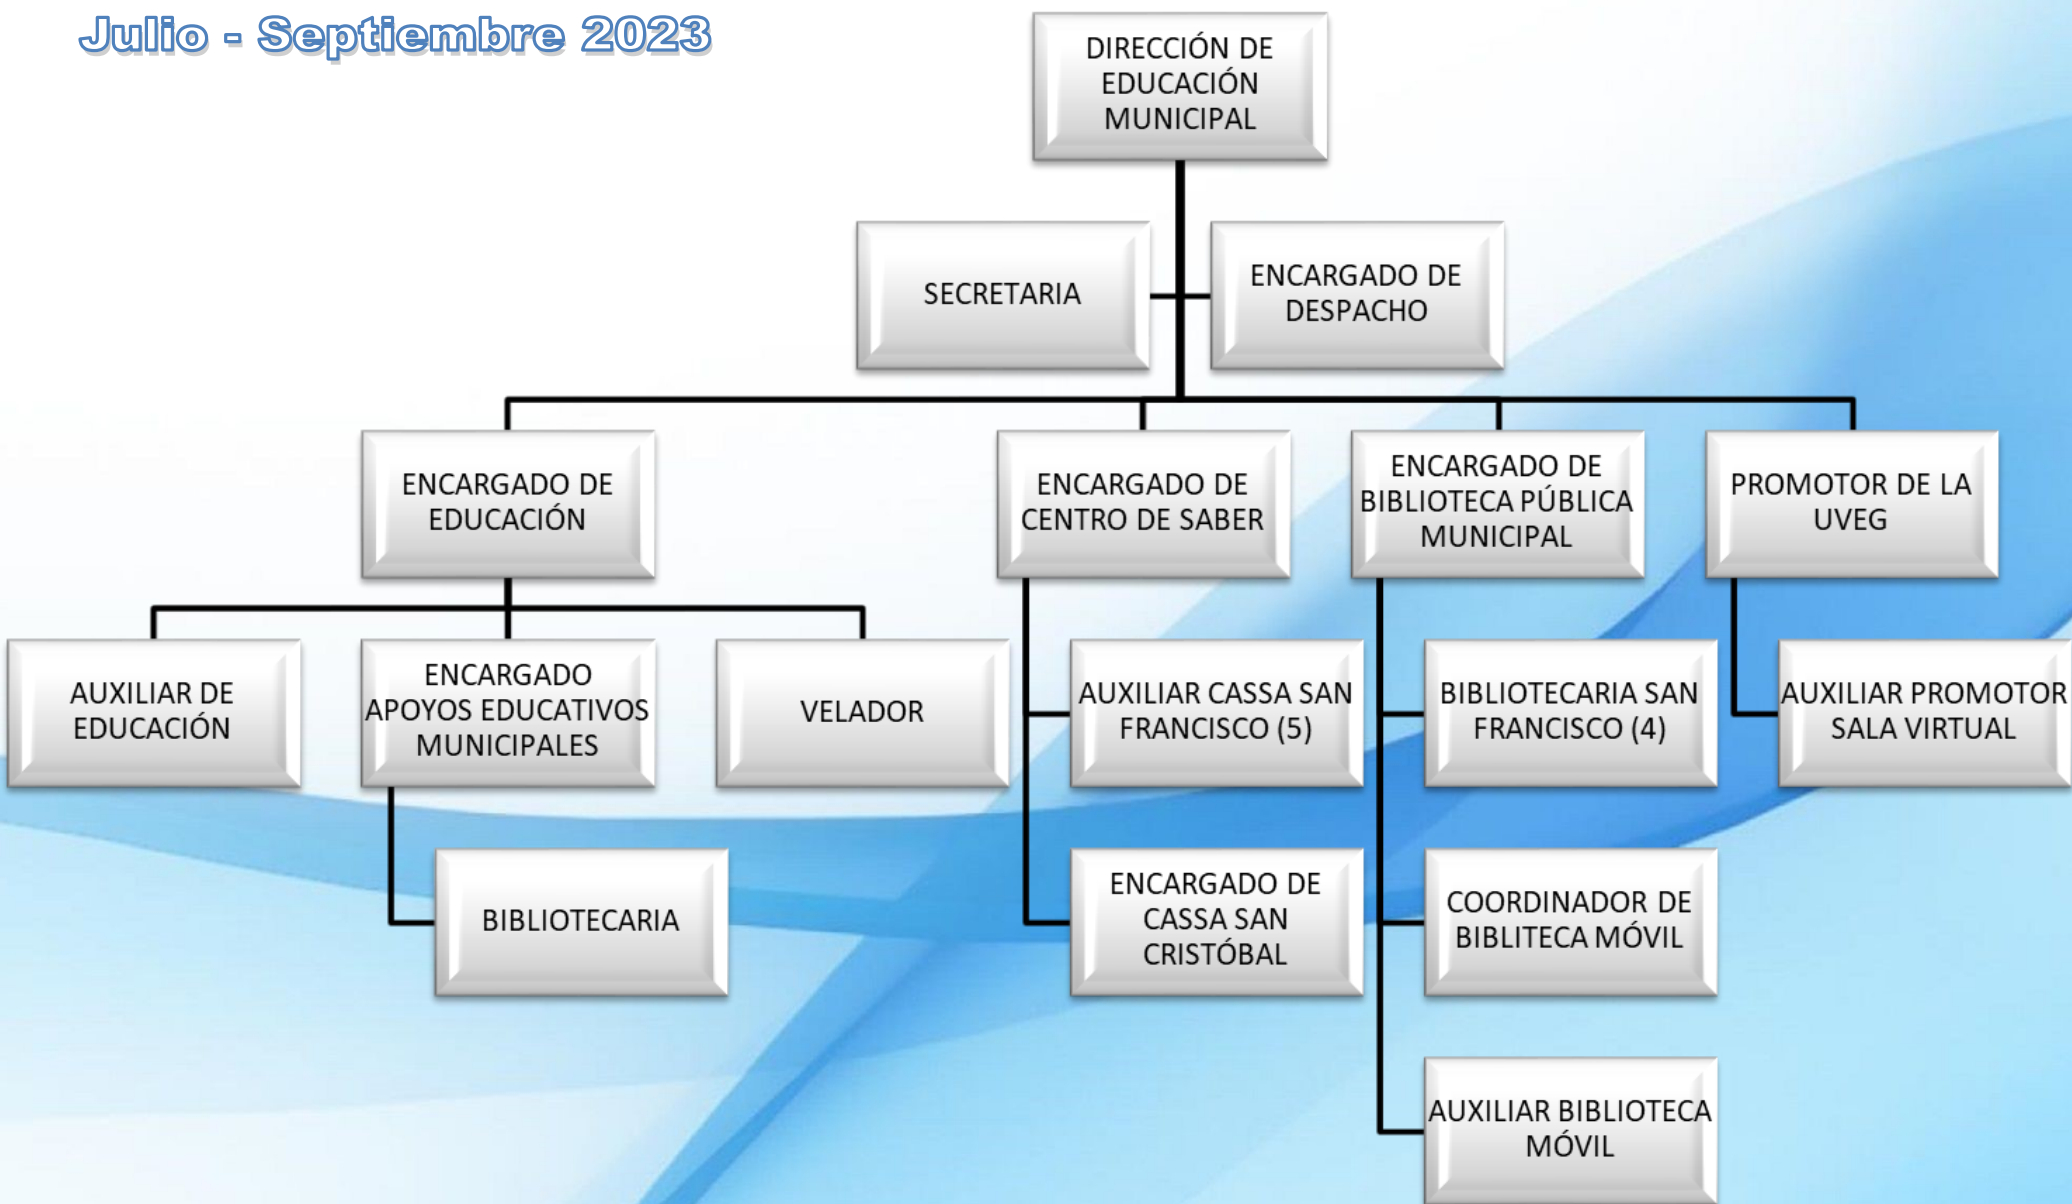 Julio - Septiembre 2023
DIRECCIÓN DE
EDUCACIÓN
MUNICIPAL
SECRETARIA
ENCARGADO DE
DESPACHO
ENCARGADO DE
EDUCACIÓN
ENCARGADO DE
CENTRO DE SABER
ENCARGADO DE
BIBLIOTECA PÚBLICA
MUNICIPAL
PROMOTOR DE LA
UVEG
AUXILIAR DE
EDUCACIÓN
ENCARGADO
APOYOS EDUCATIVOS
MUNICIPALES
VELADOR
AUXILIAR CASSA SAN
FRANCISCO (5)
BIBLIOTECARIA SAN
FRANCISCO (4)
AUXILIAR PROMOTOR
SALA VIRTUAL
BIBLIOTECARIA
ENCARGADO DE
CASSA SAN
CRISTÓBAL
COORDINADOR DE
BIBLITECA MÓVIL
AUXILIAR BIBLIOTECA
MÓVIL